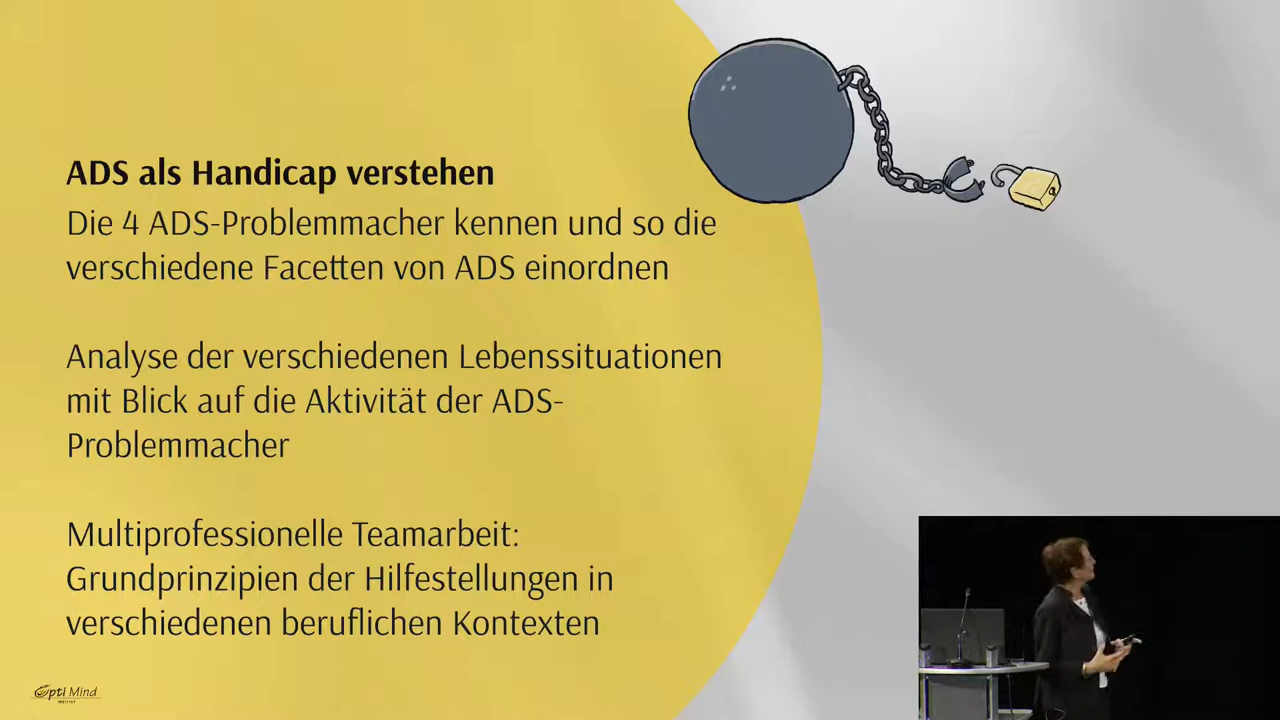 ADS als Handicap verstehen
Die 4 ADS-Problemmacher kennen und so die
verschiedene Facetten von ADS einordnen
Analyse der verschiedenen Lebenssituationen
mit Blick auf die Aktivität der ADS-
Problemmacher
Multiprofessionelle Teamarbeit:
Grundprinzipien der Hilfestellungen in
verschiedenen beruflichen Kontexten
Opti Mind
INSTITUT